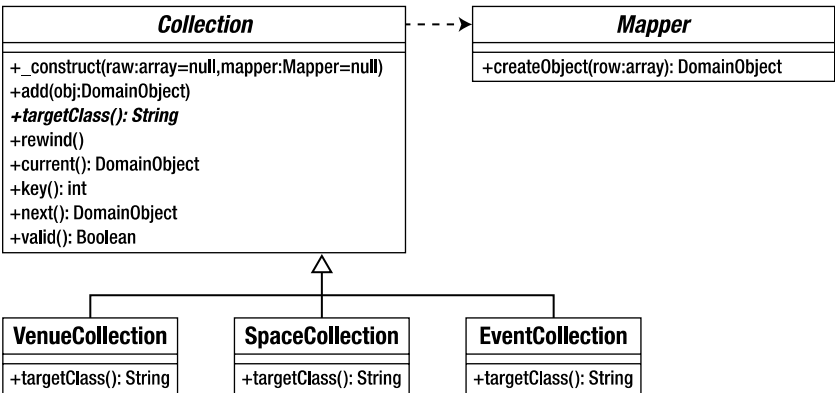 Collection
+_construct(raw:array=null,mapper:Mapper=null)
+add(obj:DomainObject)
+targetClass(): String
+rewind()
+current(): DomainObject
+key(): int
+next(): DomainObject
+valid(): Boolean
Mapper
+createObject(row:array): DomainObject
VenueCollection
+targetClass(): String
SpaceCollection
+targetClass(): String
EventCollection
+targetClass(): String